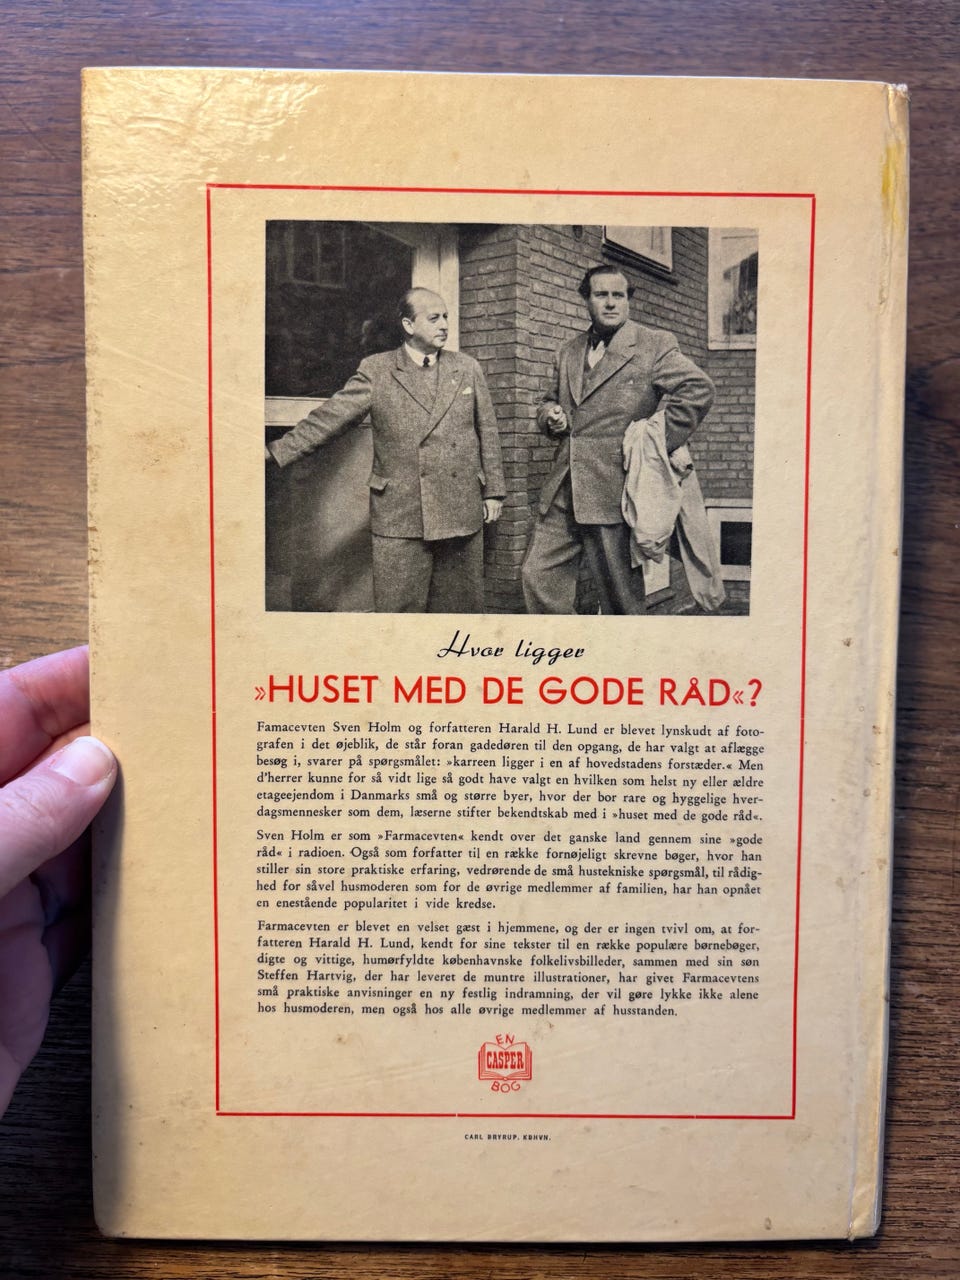 Hvor ligger
»HUSET MED DE GODE RÅD«?
Famacevten Sven Holm og forfatteren Harald H. Lund er blevet lynskudt af foto-
grafen i det øjeblik, de står foran gadedøren til den opgang, de har valgt at aflægge
besøg i, svarer på spørgsmålet: »karreen ligger i en af hovedstadens forstæder.« Men
d'herrer kunne for så vidt lige så godt have valgt en hvilken som helst ny eller ældre
etageejendom i Danmarks små og større byer, hvor der bor rare og hyggelige hver-
dagsmennesker som dem, læserne stifter bekendtskab med i »huset med de gode råd«.
Sven Holm er som »Farmacevten« kendt over det ganske land gennem sine »gode
råd« i radioen. Også som forfatter til en række fornøjeligt skrevne bøger, hvor han
stiller sin store praktiske erfaring, vedrørende de små hustekniske spørgsmål, til rådig-
hed for såvel husmoderen som for de øvrige medlemmer af familien, har han opnået
en enestående popularitet i vide kredse.
Farmacevten er blevet en velset gæst i hjemmene, og der er ingen tvivl om, at for-
fatteren Harald H. Lund, kendt for sine tekster til en række populære børnebøger,
digte og vittige, humørfyldte københavnske folkelivsbilleder, sammen med sin søn
Steffen Hartvig, der har leveret de muntre illustrationer, har givet Farmacevtens
små praktiske anvisninger en ny festlig indramning, der vil gøre lykke ikke alene
hos husmoderen, men også hos alle øvrige medlemmer af husstanden.
EN
CASPER
BOG
CARL BRYRUP. KBHVN.